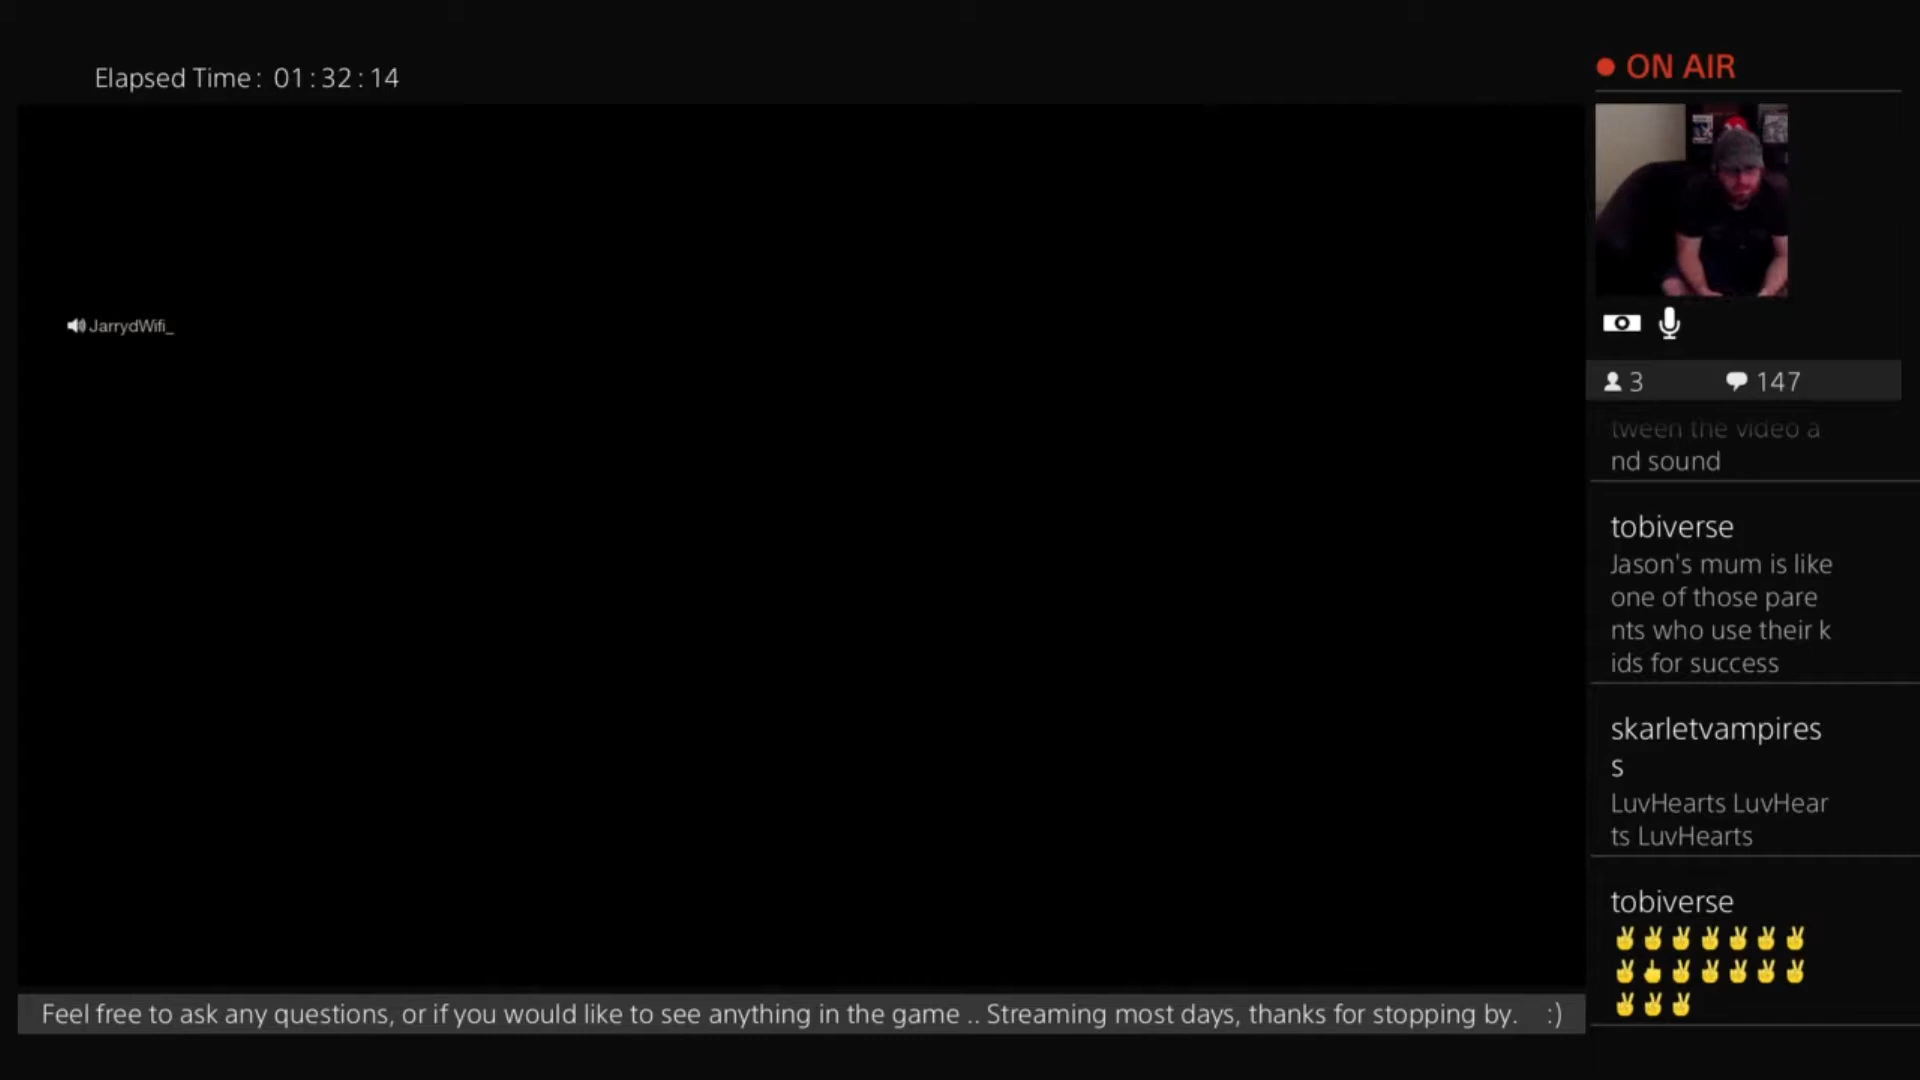 Elapsed Time: 01:32:14
ON AIR
JarrydWifi_
3
147
tween the video a
nd sound
tobiverse
Jason's mum is like
one of those pare
nts who use their k
ids for success
skarletvampires
s
LuvHearts LuvHear
ts LuvHearts
tobiverse
✌✌✌✌✌✌✌
✌👆✌✌✌✌✌
✌✌✌
Feel free to ask any questions, or if you would like to see anything in the game .. Streaming most days, thanks for stopping by. :)